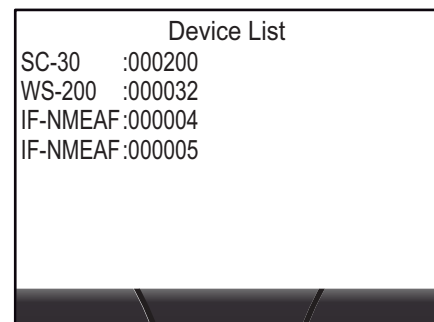 Device List
SC-30 :000200
WS-200 :000032
IF-NMEAF:000004
IF-NMEAF:000005